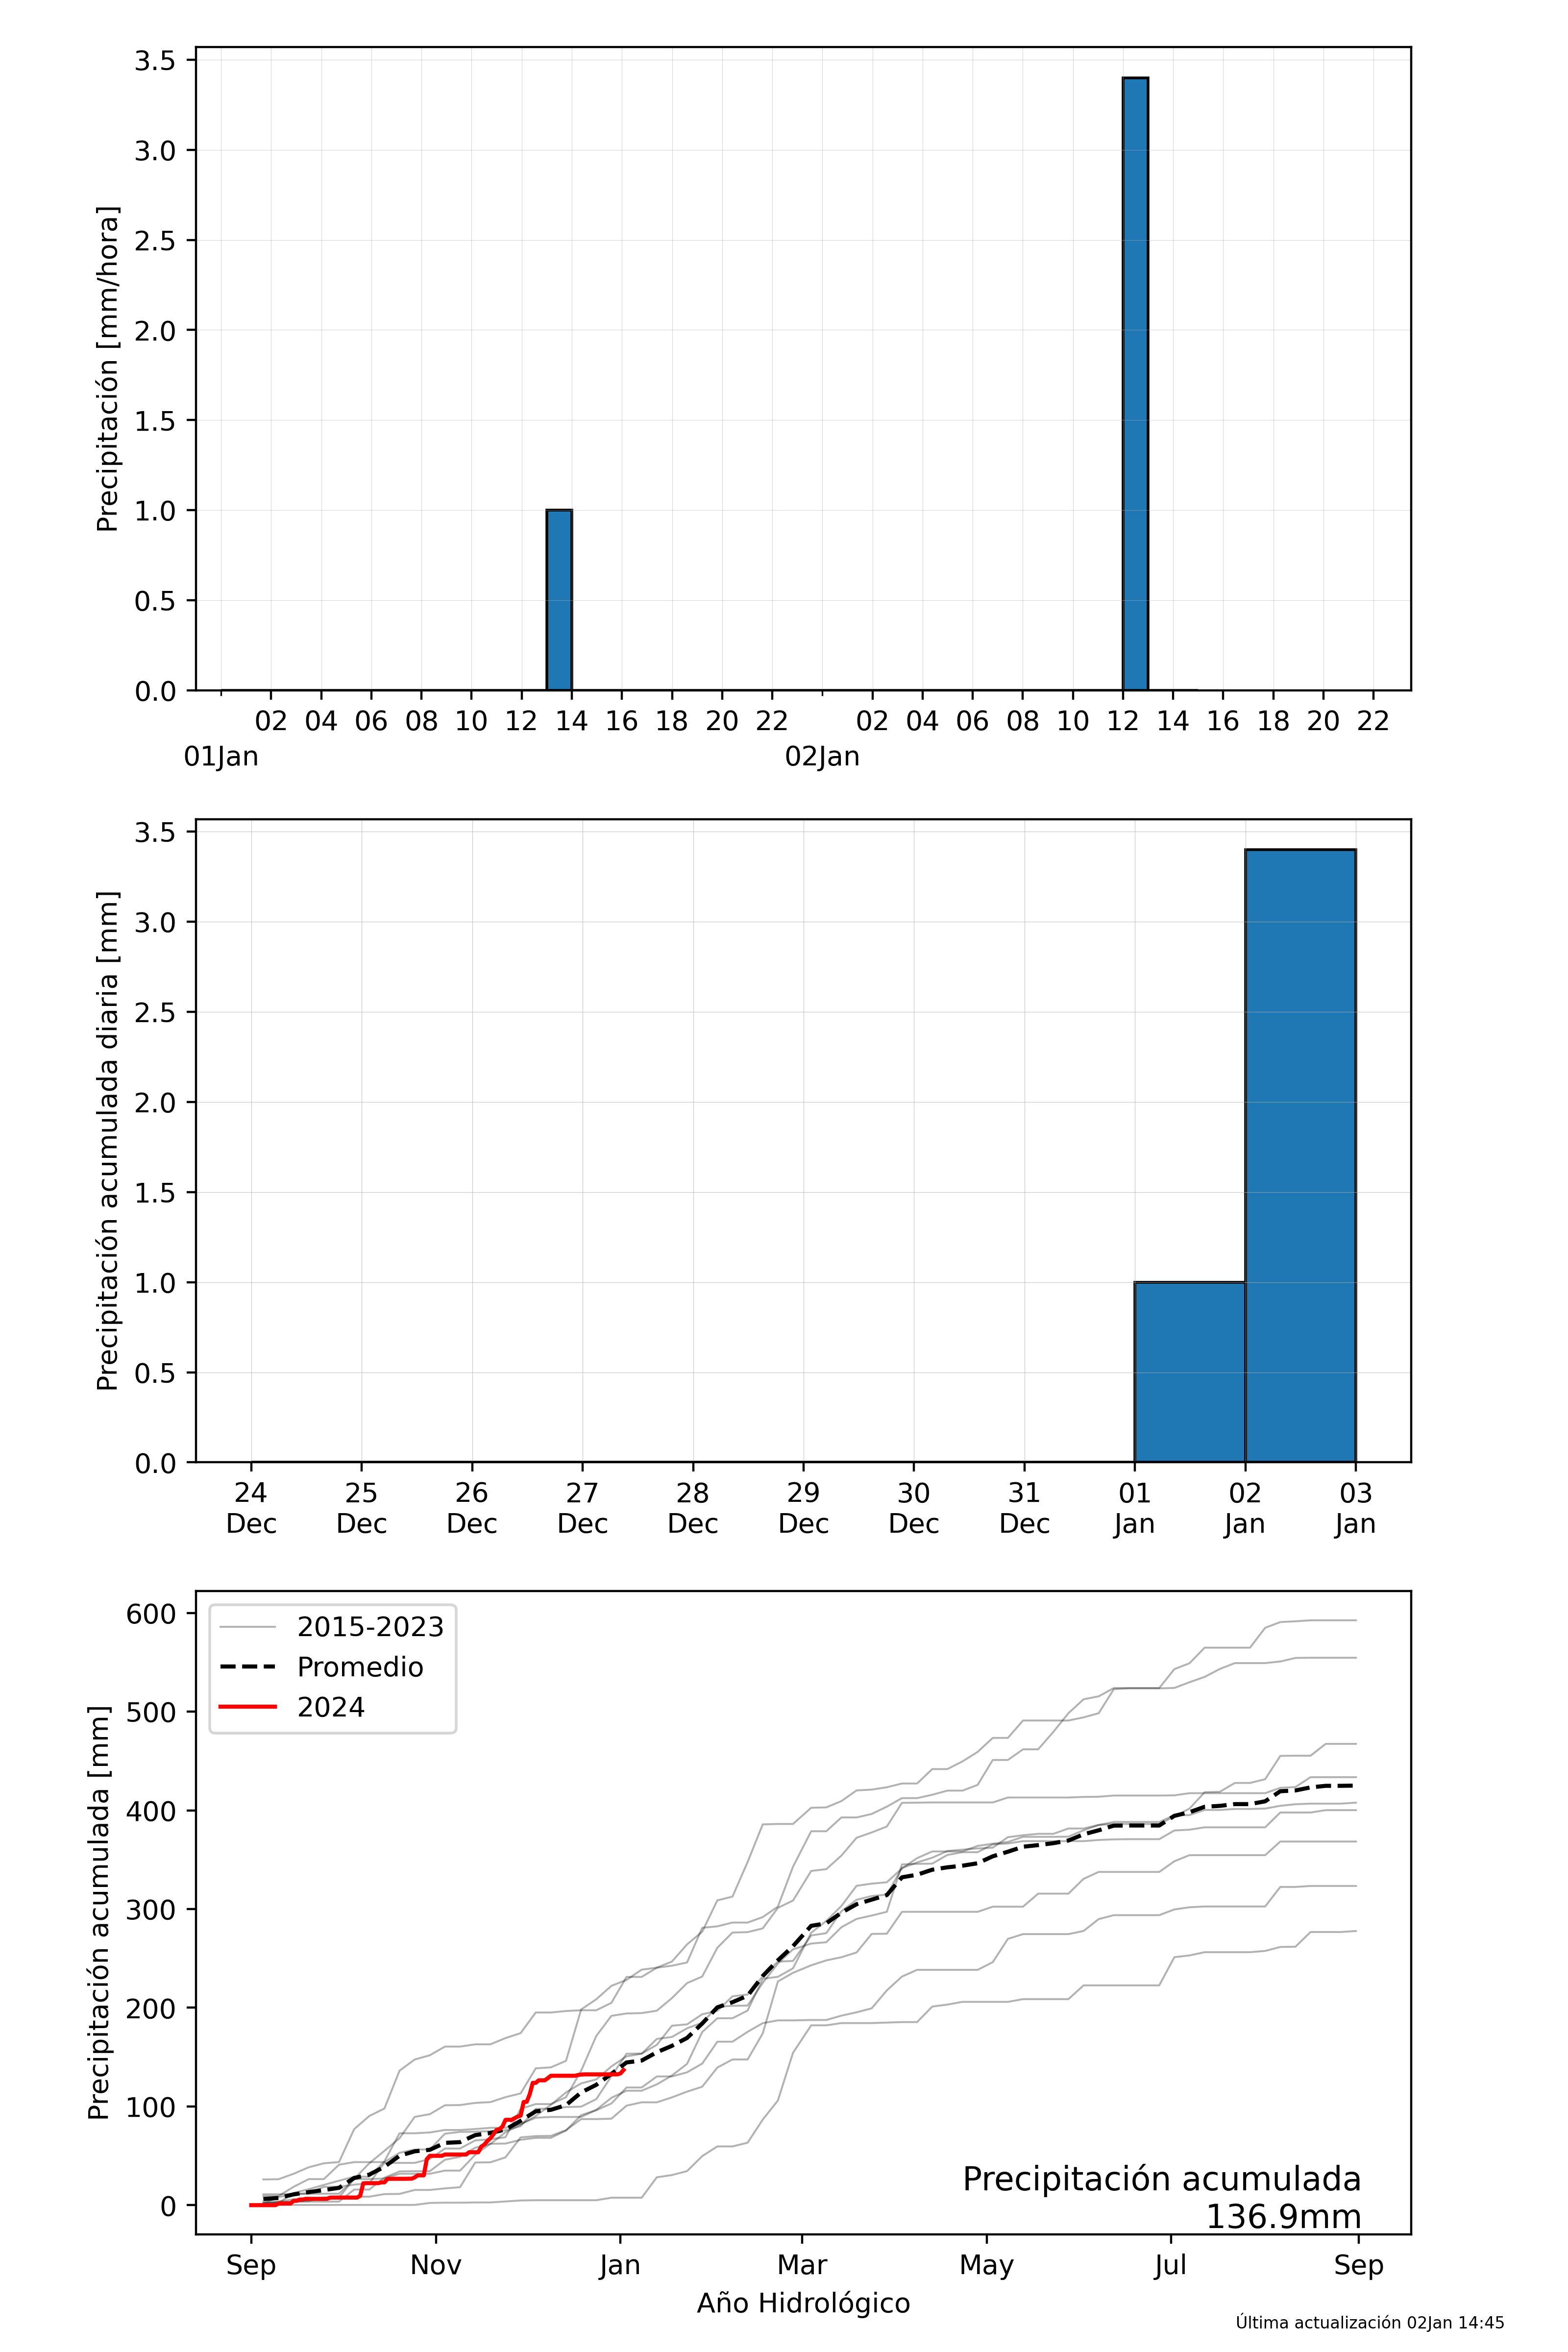 3.5
3.0
2.5
2.0
1.5
1.0
0.5
0.0
Precipitación [mm/hora]
02 04 06 08 10 12 14 16 18 20 22 02 04 06 08 10 12 14 16 18 20 22
01Jan 02Jan
3.5
3.0
2.5
2.0
1.5
1.0
0.5
0.0
Precipitación acumulada diaria [mm]
24 25 26 27 28 29 30 31 01 02 03
Dec Dec Dec Dec Dec Dec Dec Dec Jan Jan Jan
600
500
400
300
200
100
0
Precipitación acumulada [mm]
2015-2023
Promedio
2024
Precipitación acumulada
136.9mm
Sep Nov Jan Mar May Jul Sep
Año Hidrológico
Última actualización 02Jan 14:45